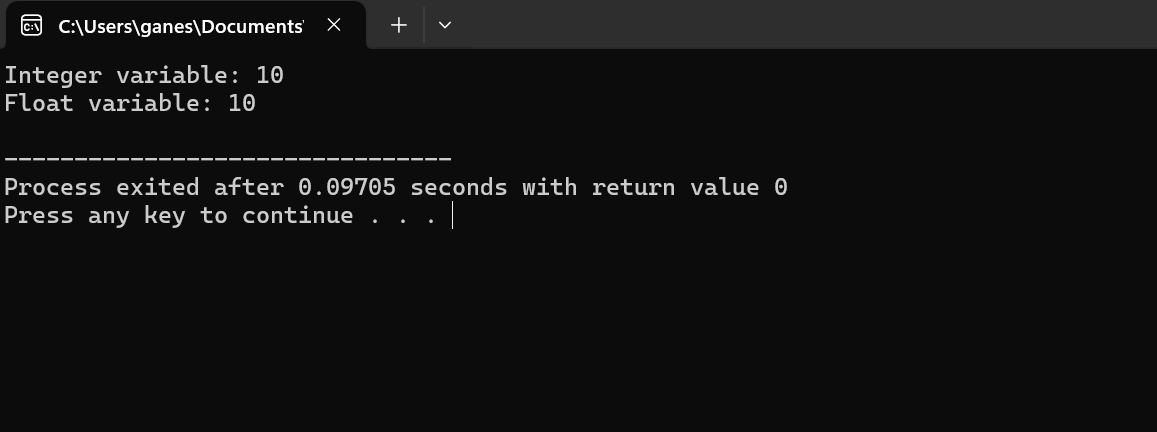 C:\Users\ganes\Documents'
Integer variable: 10
Float variable: 10
--------------------------------
Process exited after 0.09705 seconds with return value 0
Press any key to continue . . .